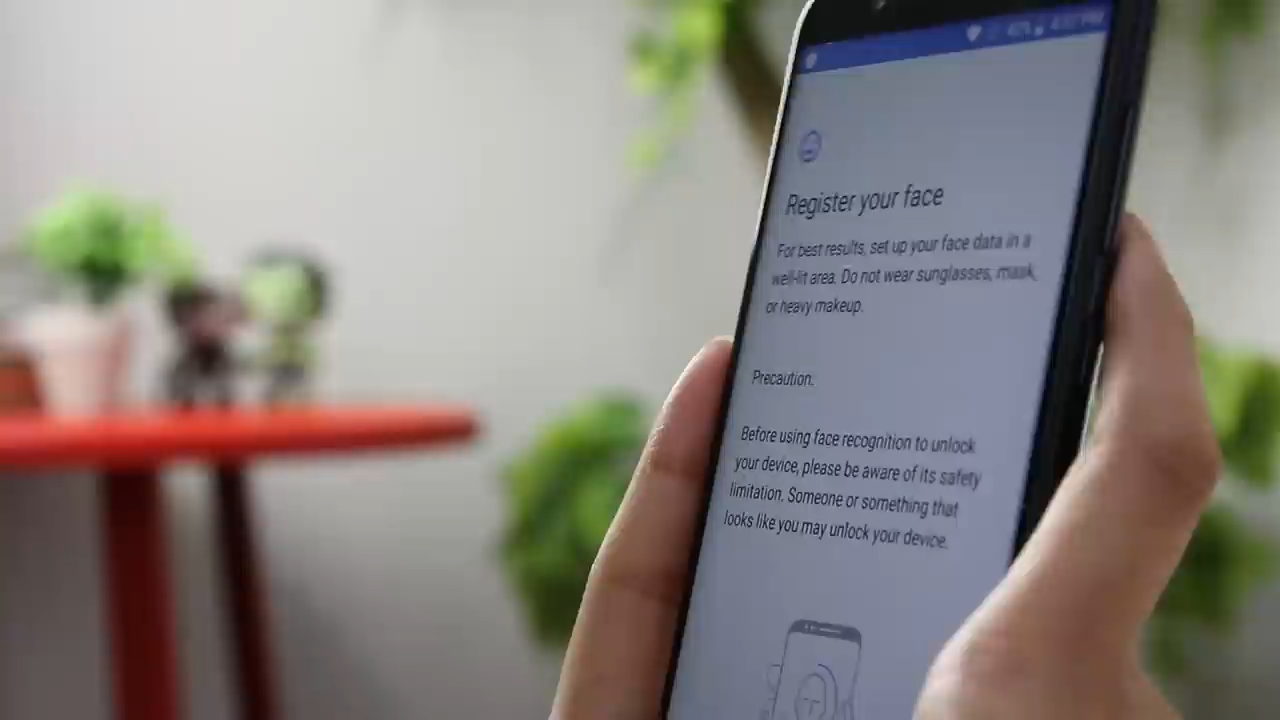 Register your face
For best results, set up your face data in a
well-lit area. Do not wear sunglasses, mask,
or heavy makeup.
Precaution:
Before using face recognition to unlock
your device, please be aware of its safety
limitation. Someone or something that
looks like you may unlock your device.